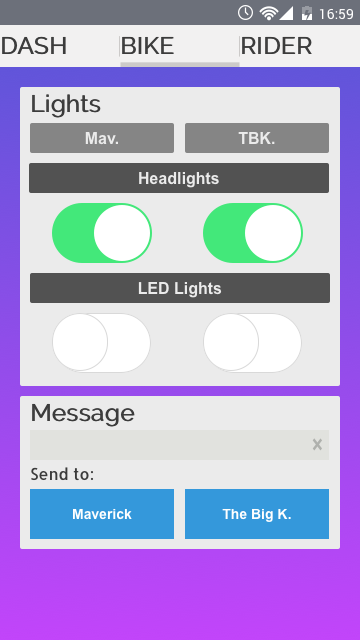 16:59
DASH BIKE RIDER
Lights
Mav. TBK.
Headlights
LED Lights
Message
x
Send to:
Maverick The Big K.